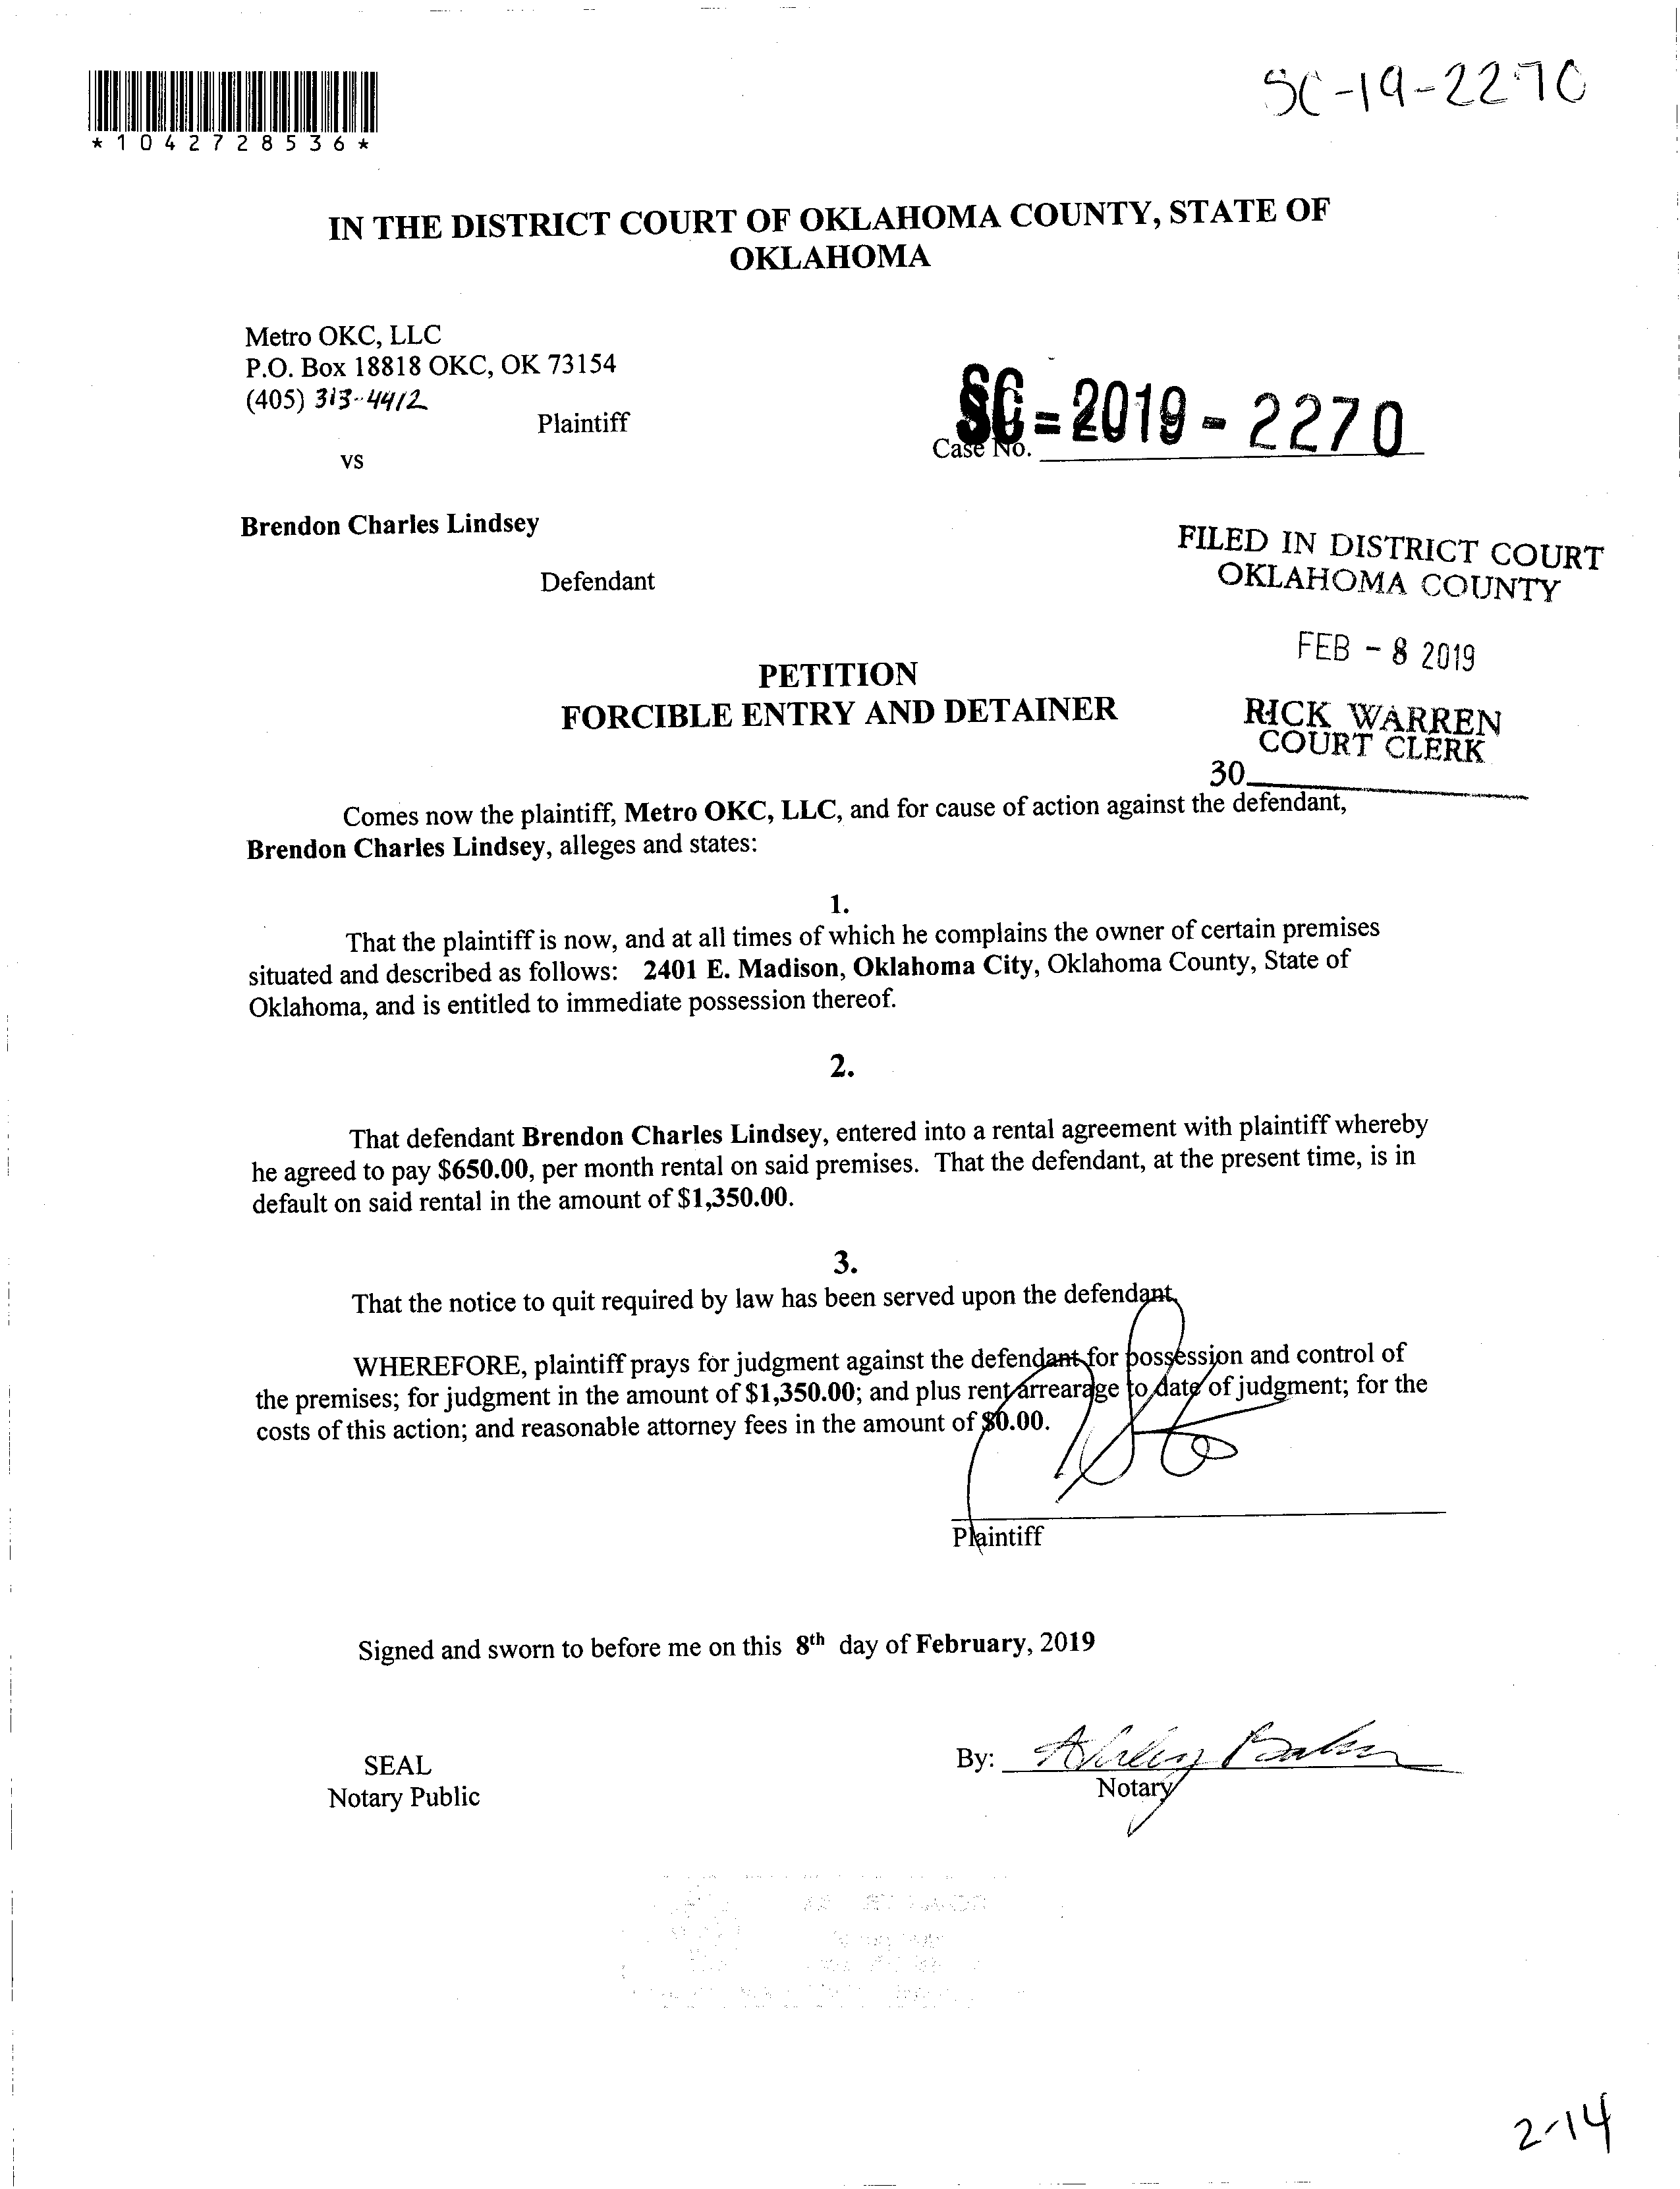 SC-19-2270
*1042728536*
IN THE DISTRICT COURT OF OKLAHOMA COUNTY, STATE OF
OKLAHOMA
Metro OKC, LLC
P.O. Box 18818 OKC, OK 73154
(405) 313-4412
Plaintiff
vs
Case No. SC-2019-2270
Brendon Charles Lindsey
Defendant
FILED IN DISTRICT COURT
OKLAHOMA COUNTY
FEB - 8 2019
RICK WARREN
COURT CLERK
30
PETITION
FORCIBLE ENTRY AND DETAINER
Comes now the plaintiff, Metro OKC, LLC, and for cause of action against the defendant,
Brendon Charles Lindsey, alleges and states:
1.
That the plaintiff is now, and at all times of which he complains the owner of certain premises
situated and described as follows: 2401 E. Madison, Oklahoma City, Oklahoma County, State of
Oklahoma, and is entitled to immediate possession thereof.
2.
That defendant Brendon Charles Lindsey, entered into a rental agreement with plaintiff whereby
he agreed to pay $650.00, per month rental on said premises. That the defendant, at the present time, is in
default on said rental in the amount of $1,350.00.
3.
That the notice to quit required by law has been served upon the defendant.
WHEREFORE, plaintiff prays for judgment against the defendant for possession and control of
the premises; for judgment in the amount of $1,350.00; and plus rent arrearage to date of judgment; for the
costs of this action; and reasonable attorney fees in the amount of $0.00.
Plaintiff
Signed and sworn to before me on this 8th day of February, 2019
SEAL
Notary Public
By: Ashley
Notary
2-14